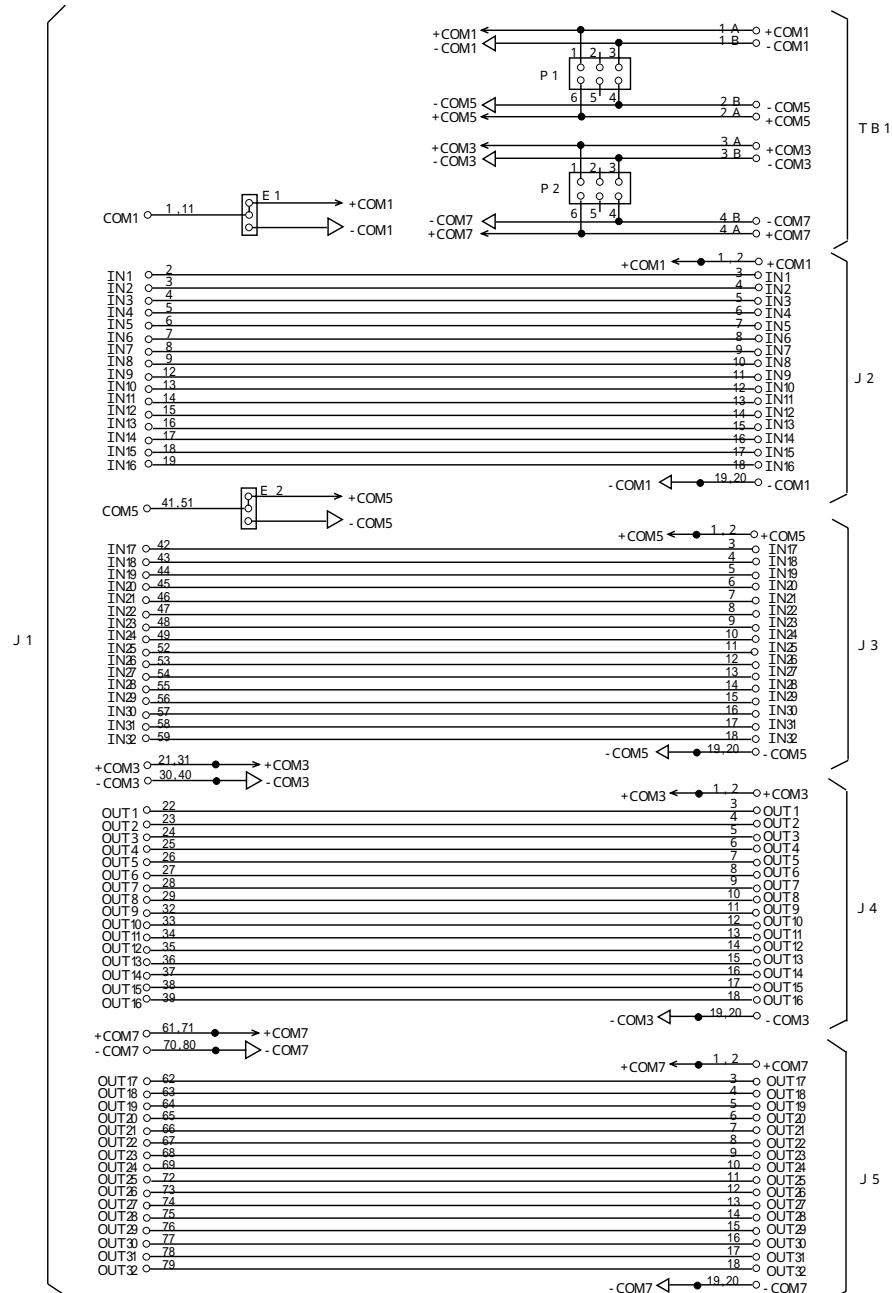 +COM1 1 A +COM1
- COM1 1 B - COM1
1 2 3
P 1
6 5 4
- COM5 2 B - COM5
+COM5 2 A +COM5
TB1
+COM3 3 A +COM3
- COM3 3 B - COM3
1 2 3
P 2
6 5 4
- COM7 4 B - COM7
+COM7 4 A +COM7
COM1 1 ,11 E 1 +COM1
- COM1
+COM1 1 , 2 +COM1
IN1 2 3 IN1
IN2 3 4 IN2
IN3 4 5 IN3
IN4 5 6 IN4
IN5 6 7 IN5
IN6 7 8 IN6
IN7 8 9 IN7
IN8 9 10 IN8
IN9 12 11 IN9
IN10 13 12 IN10
IN11 14 13 IN11
IN12 15 14 IN12
IN13 16 15 IN13
IN14 17 16 IN14
IN15 18 17 IN15
IN16 19 18 IN16
J 2
- COM1 19,20 - COM1
COM5 41,51 E 2 +COM5
- COM5
+COM5 1 , 2 +COM5
IN17 42 3 IN17
IN18 43 4 IN18
IN19 44 5 IN19
IN20 45 6 IN20
IN21 46 7 IN21
IN22 47 8 IN22
IN23 48 9 IN23
IN24 49 10 IN24
IN25 52 11 IN25
IN26 53 12 IN26
IN27 54 13 IN27
IN28 55 14 IN28
IN29 56 15 IN29
IN30 57 16 IN30
IN31 58 17 IN31
IN32 59 18 IN32
J 1
J 3
- COM5 19,20 - COM5
+COM3 21,31 +COM3
- COM3 30,40 - COM3
+COM3 1 , 2 +COM3
OUT1 22 3 OUT1
OUT2 23 4 OUT2
OUT3 24 5 OUT3
OUT4 25 6 OUT4
OUT5 26 7 OUT5
OUT6 27 8 OUT6
OUT7 28 9 OUT7
OUT8 29 10 OUT8
OUT9 32 11 OUT9
OUT10 33 12 OUT10
OUT11 34 13 OUT11
OUT12 35 14 OUT12
OUT13 36 15 OUT13
OUT14 37 16 OUT14
OUT15 38 17 OUT15
OUT16 39 18 OUT16
J 4
- COM3 19,20 - COM3
+COM7 61,71 +COM7
- COM7 70,80 - COM7
+COM7 1 , 2 +COM7
OUT17 62 3 OUT17
OUT18 63 4 OUT18
OUT19 64 5 OUT19
OUT20 65 6 OUT20
OUT21 66 7 OUT21
OUT22 67 8 OUT22
OUT23 68 9 OUT23
OUT24 69 10 OUT24
OUT25 72 11 OUT25
OUT26 73 12 OUT26
OUT27 74 13 OUT27
OUT28 75 14 OUT28
OUT29 76 15 OUT29
OUT30 77 16 OUT30
OUT31 78 17 OUT31
OUT32 79 18 OUT32
J 5
- COM7 19,20 - COM7